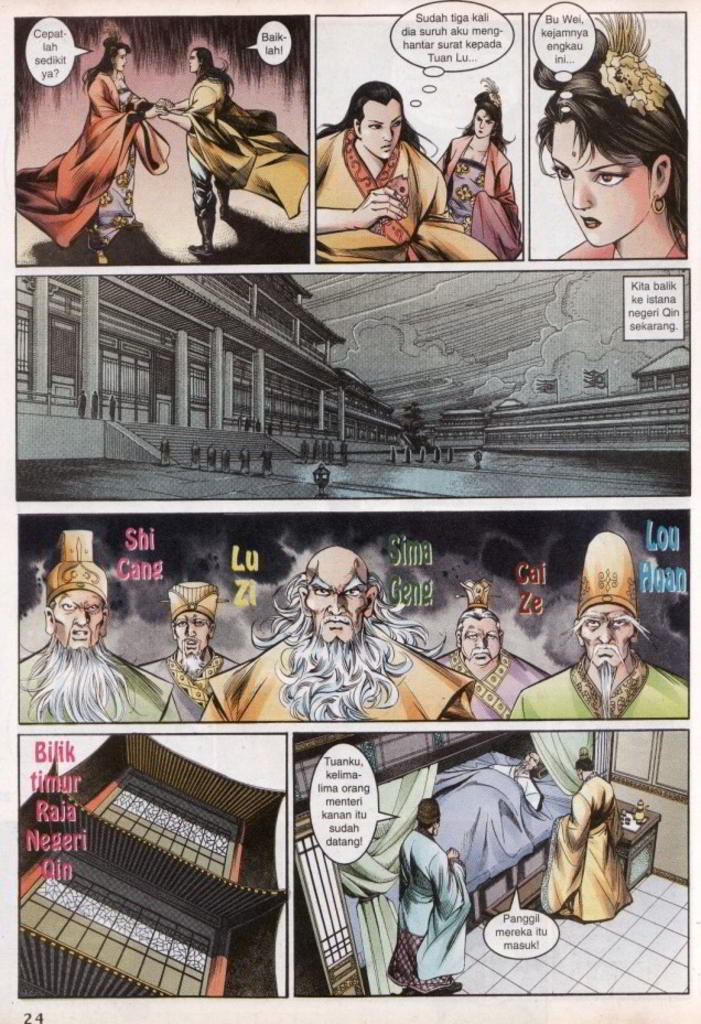 Cepat-
lah
sedikit
ya?
Baik-
lah!
Sudah tiga kali
dia suruh aku meng-
hantar surat kepada
Tuan Lu...
Bu Wei,
kejamnya
engkau
ini...
Kita balik
ke istana
negeri Qin
sekarang.
Shi
Cang
Lu
Zi
Sima
Geng
Cai
Ze
Lou
Huan
Bilik
timur
Raja
Negeri
Qin
Tuanku,
kelima-
lima orang
menteri
kanan itu
sudah
datang!
Panggil
mereka itu
masuk!
24